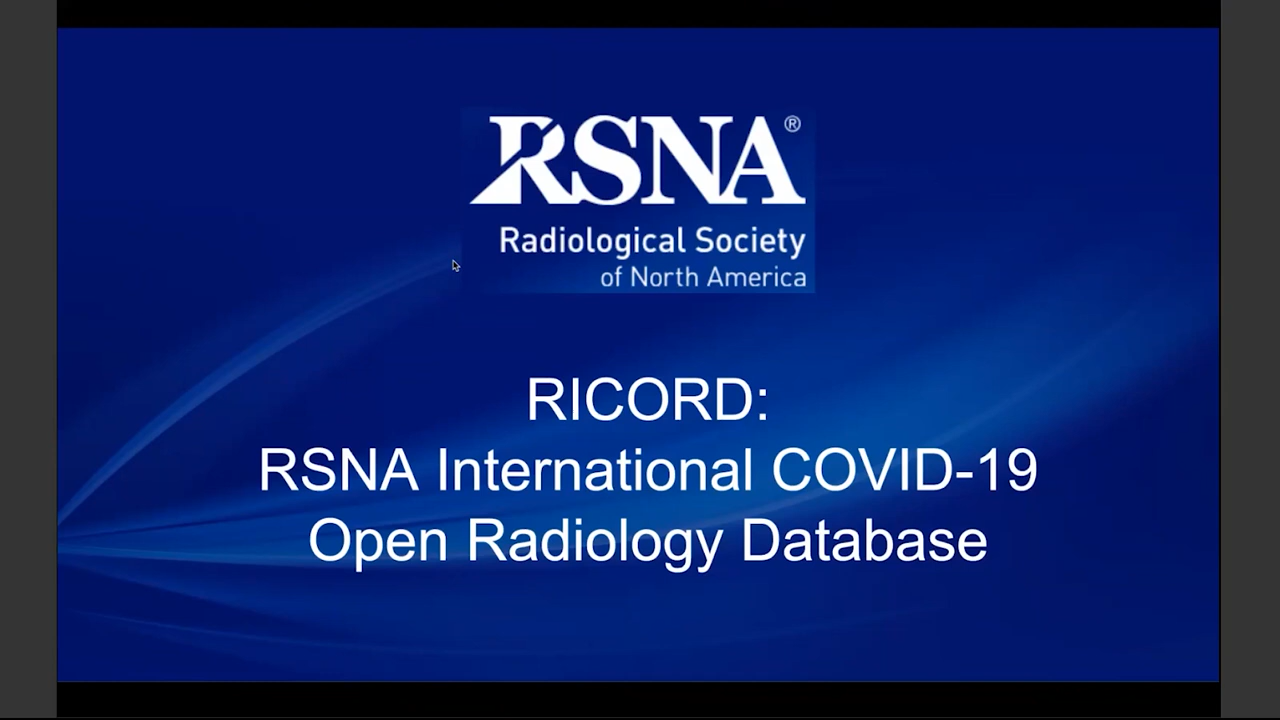 RSNA®
Radiological Society
of North America
RICORD:
RSNA International COVID-19
Open Radiology Database